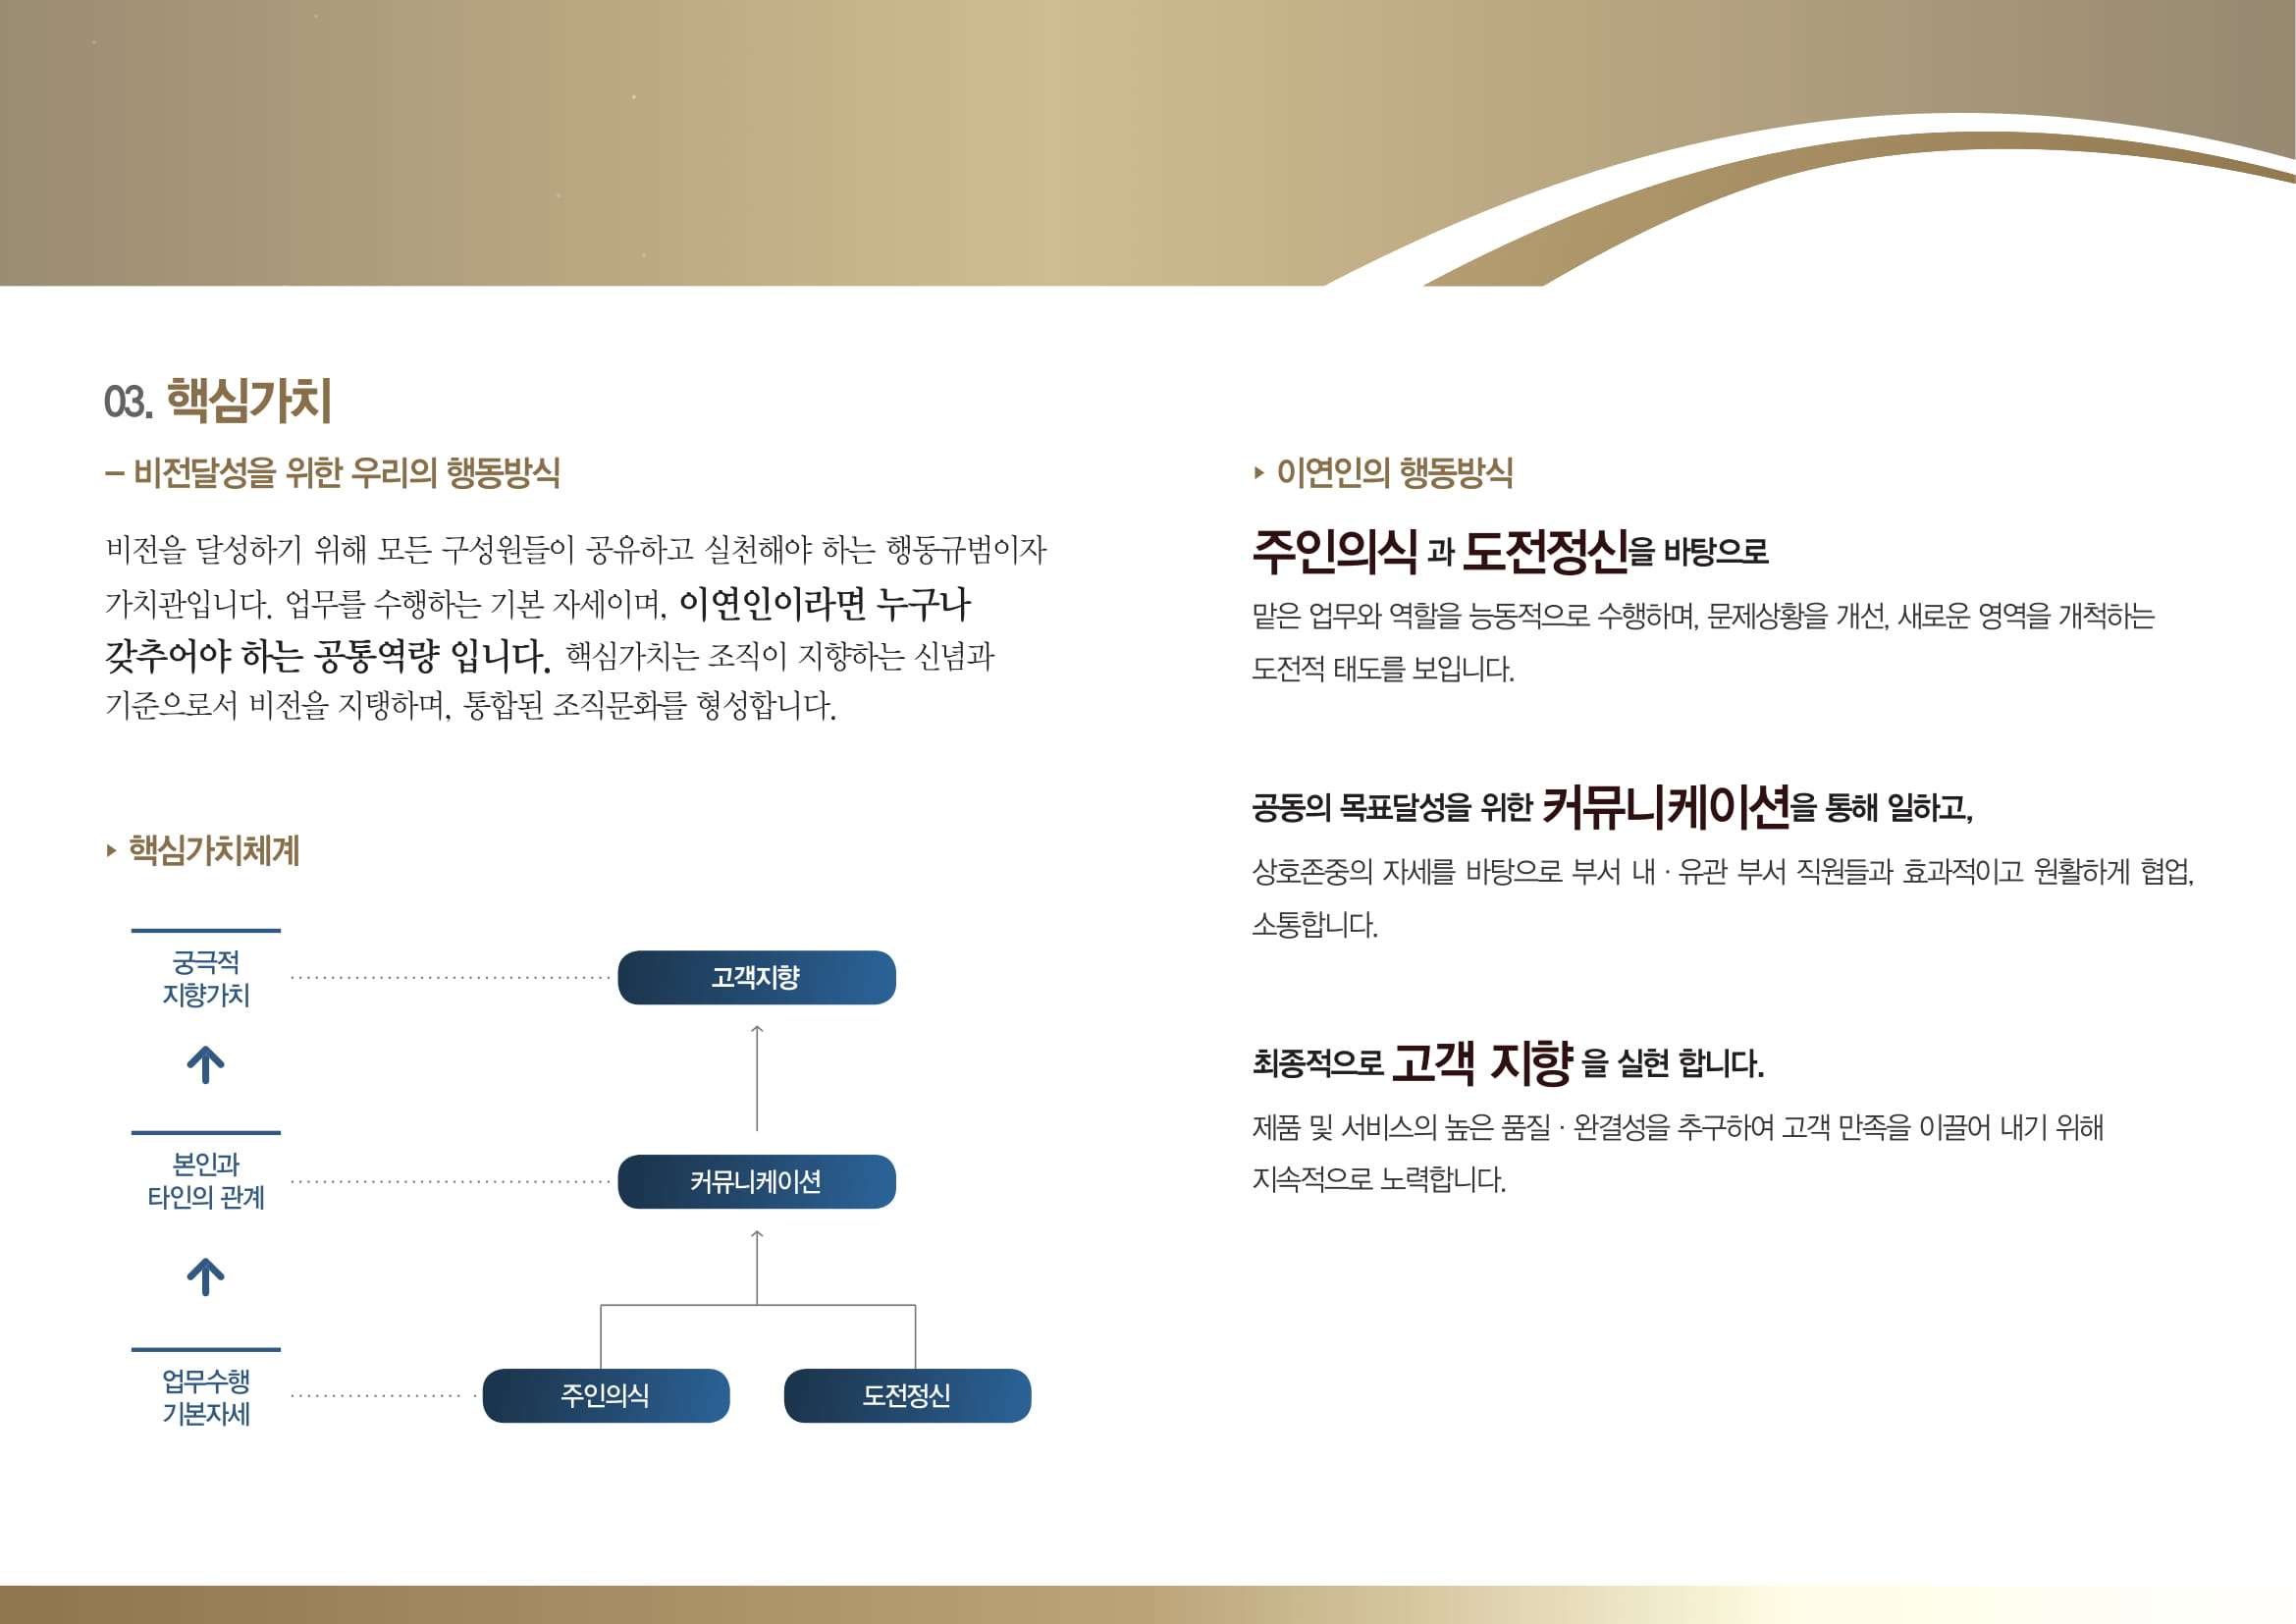 03. 핵심가치
– 비전달성을 위한 우리의 행동방식
비전을 달성하기 위해 모든 구성원들이 공유하고 실천해야 하는 행동규범이자
가치관입니다. 업무를 수행하는 기본 자세이며, 이연인이라면 누구나
갖추어야 하는 공통역량 입니다. 핵심가치는 조직이 지향하는 신념과
기준으로서 비전을 지탱하며, 통합된 조직문화를 형성합니다.
▸ 핵심가치체계
궁극적
지향가치
고객지향
본인과
타인의 관계
커뮤니케이션
업무수행
기본자세
주인의식
도전정신
▸ 이연인의 행동방식
주인의식 과 도전정신을 바탕으로
맡은 업무와 역할을 능동적으로 수행하며, 문제상황을 개선, 새로운 영역을 개척하는
도전적 태도를 보입니다.
공동의 목표달성을 위한 커뮤니케이션을 통해 일하고,
상호존중의 자세를 바탕으로 부서 내 · 유관 부서 직원들과 효과적이고 원활하게 협업,
소통합니다.
최종적으로 고객 지향 을 실현 합니다.
제품 및 서비스의 높은 품질 · 완결성을 추구하여 고객 만족을 이끌어 내기 위해
지속적으로 노력합니다.